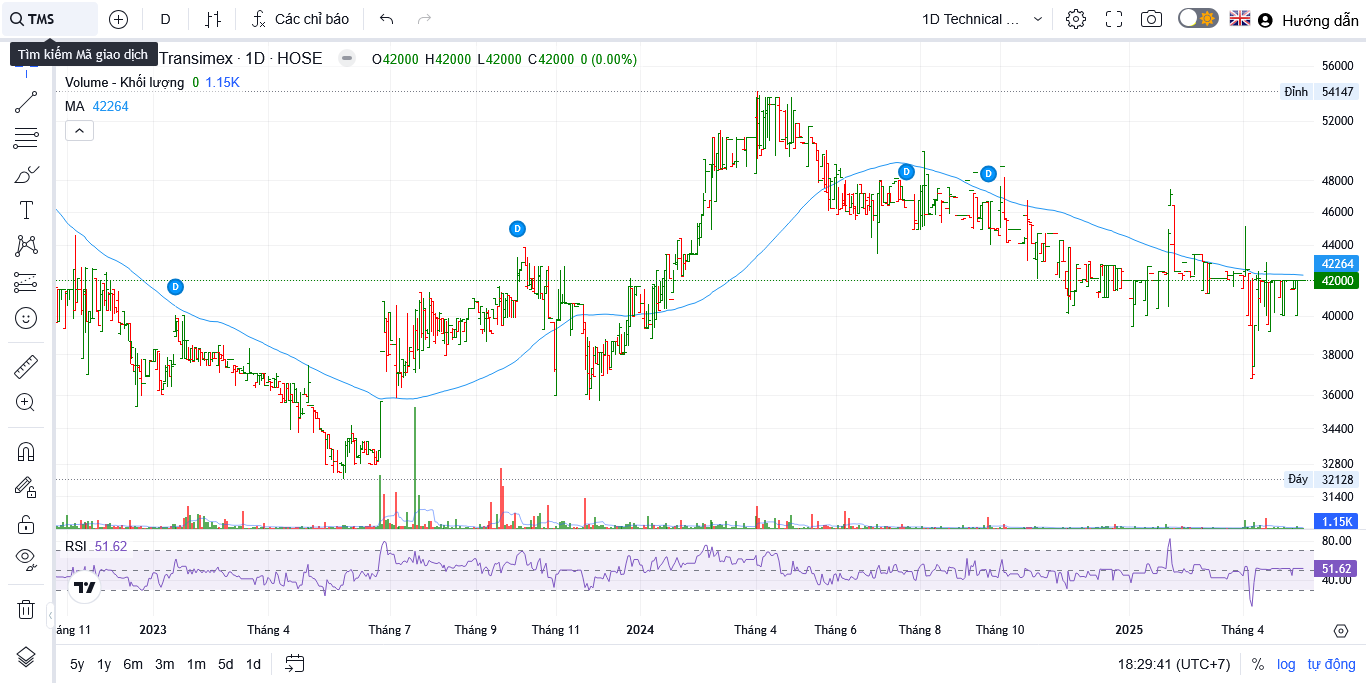 TMS
D
Các chỉ báo
1D Technical ...
Hướng dẫn
Tìm kiếm Mã giao dịch
Transimex · 1D · HOSE
O42000 H42000 L42000 C42000 0 (0.00%)
Volume - Khối lượng 0 1.15K
MA 42264
56000
Đỉnh 54147
52000
48000
46000
44000
42264
42000
40000
38000
36000
34400
32800
Đáy 32128
31400
1.15K
D
D
D
D
RSI 51.62
80.00
51.62
40.00
áng 11 2023 Tháng 4 Tháng 7 Tháng 9 Tháng 11 2024 Tháng 4 Tháng 6 Tháng 8 Tháng 10 2025 Tháng 4
5y 1y 6m 3m 1m 5d 1d
18:29:41 (UTC+7) % log tự động